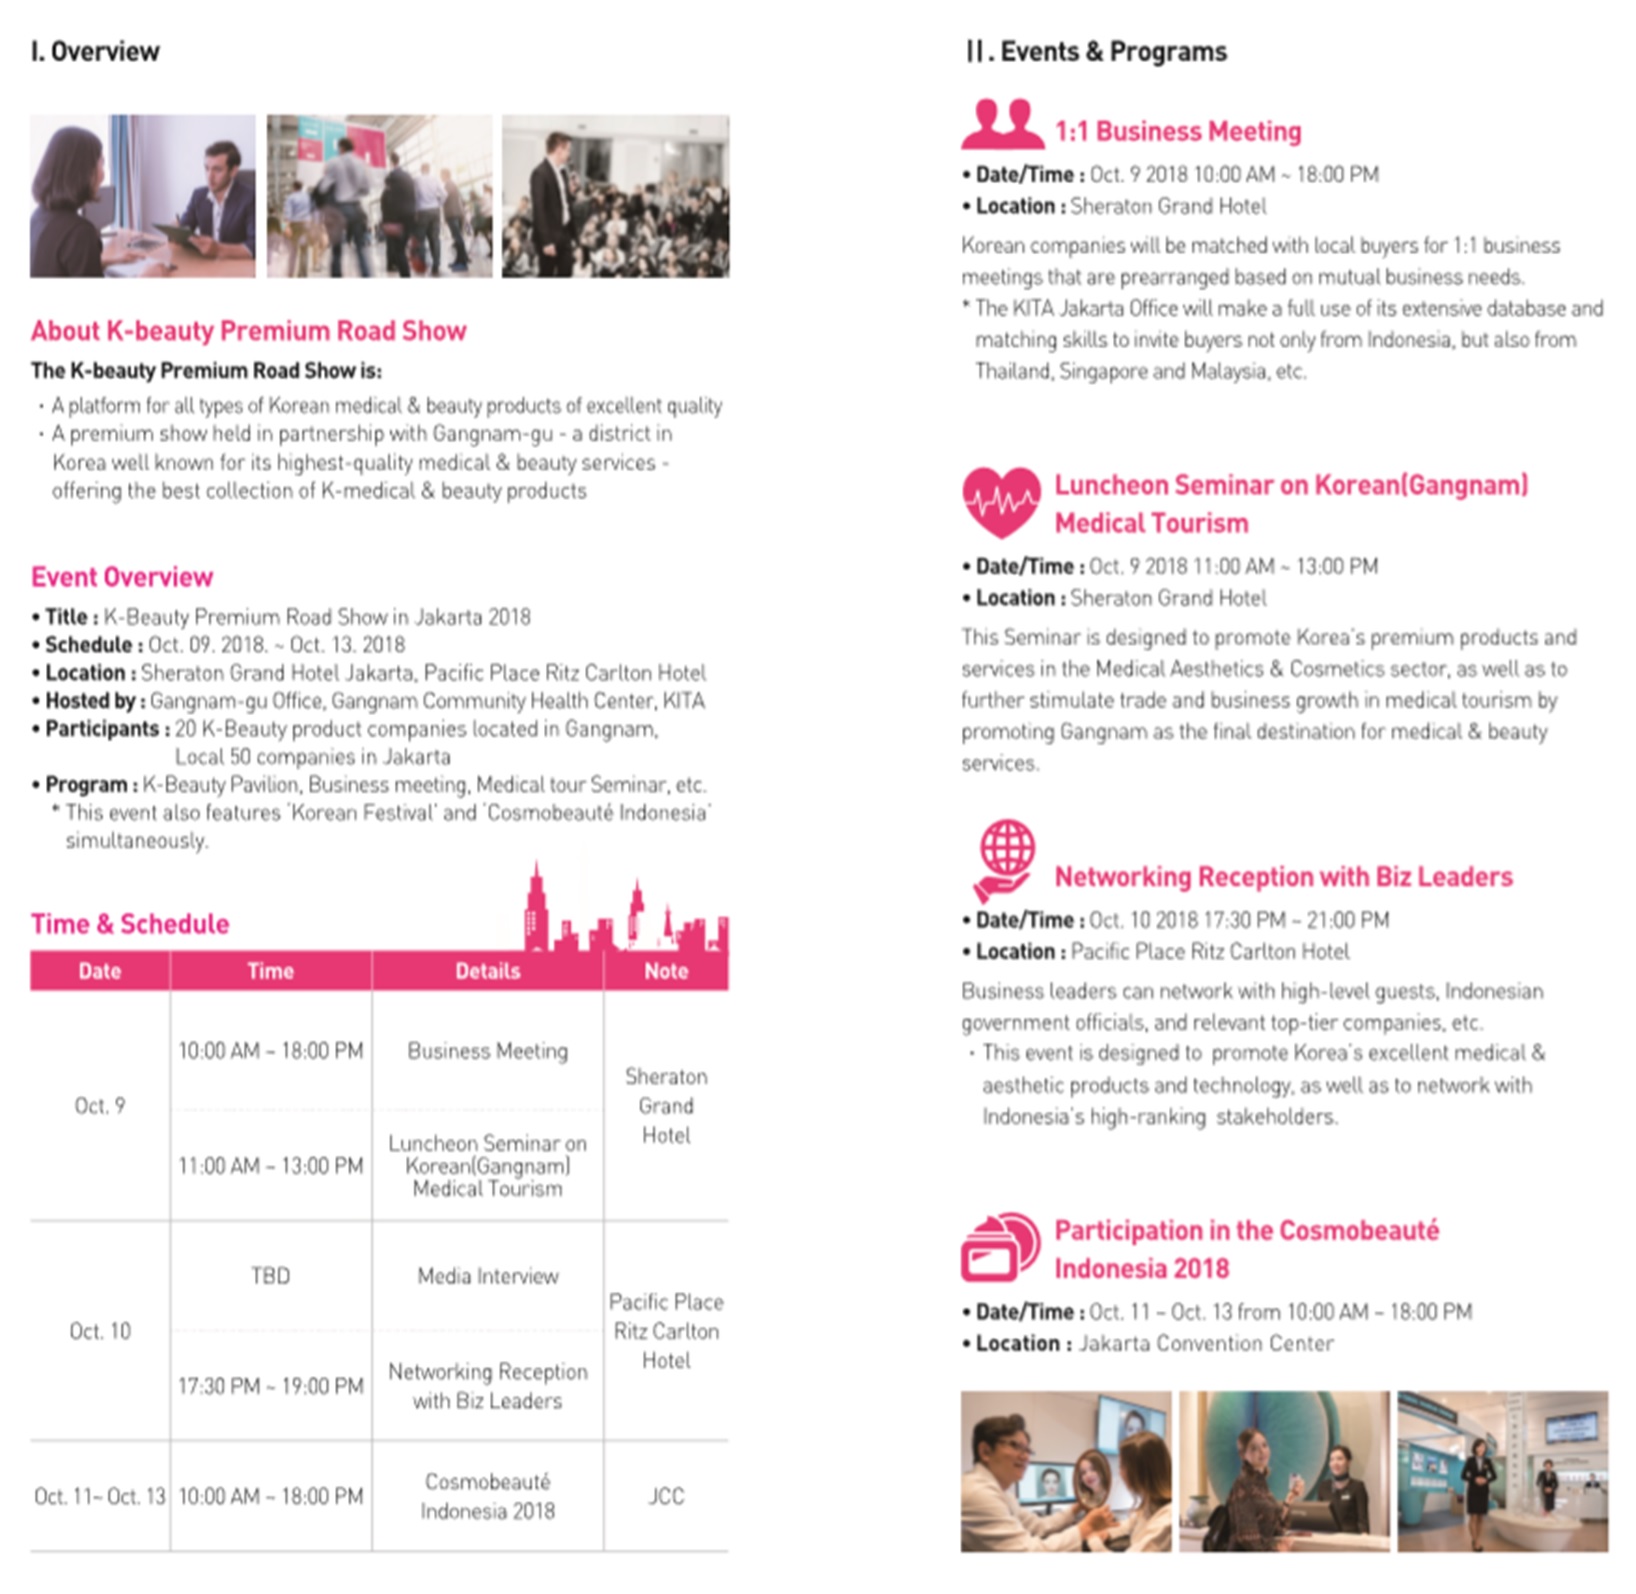 I. Overview
About K-beauty Premium Road Show
The K-beauty Premium Road Show is:
· A platform for all types of Korean medical & beauty products of excellent quality
· A premium show held in partnership with Gangnam-gu - a district in
Korea well known for its highest-quality medical & beauty services -
offering the best collection of K-medical & beauty products
Event Overview
• Title : K-Beauty Premium Road Show in Jakarta 2018
• Schedule : Oct. 09. 2018. ~ Oct. 13. 2018
• Location : Sheraton Grand Hotel Jakarta, Pacific Place Ritz Carlton Hotel
• Hosted by : Gangnam-gu Office, Gangnam Community Health Center, KITA
• Participants : 20 K-Beauty product companies located in Gangnam,
Local 50 companies in Jakarta
• Program : K-Beauty Pavilion, Business meeting, Medical tour Seminar, etc.
* This event also features 'Korean Festival' and 'Cosmobeauté Indonesia'
simultaneously.
Time & Schedule
Date Time Details Note
Oct. 9
10:00 AM ~ 18:00 PM Business Meeting
11:00 AM ~ 13:00 PM
Luncheon Seminar on
Korean(Gangnam)
Medical Tourism
Sheraton
Grand
Hotel
Oct. 10
TBD Media Interview
17:30 PM ~ 19:00 PM
Networking Reception
with Biz Leaders
Pacific Place
Ritz Carlton
Hotel
Oct. 11~ Oct. 13 10:00 AM ~ 18:00 PM
Cosmobeauté
Indonesia 2018
JCC
II. Events & Programs
1:1 Business Meeting
• Date/Time : Oct. 9 2018 10:00 AM ~ 18:00 PM
• Location : Sheraton Grand Hotel
Korean companies will be matched with local buyers for 1:1 business
meetings that are prearranged based on mutual business needs.
* The KITA Jakarta Office will make a full use of its extensive database and
matching skills to invite buyers not only from Indonesia, but also from
Thailand, Singapore and Malaysia, etc.
Luncheon Seminar on Korean(Gangnam)
Medical Tourism
• Date/Time : Oct. 9 2018 11:00 AM ~ 13:00 PM
• Location : Sheraton Grand Hotel
This Seminar is designed to promote Korea's premium products and
services in the Medical Aesthetics & Cosmetics sector, as well as to
further stimulate trade and business growth in medical tourism by
promoting Gangnam as the final destination for medical & beauty
services.
Networking Reception with Biz Leaders
• Date/Time : Oct. 10 2018 17:30 PM ~ 21:00 PM
• Location : Pacific Place Ritz Carlton Hotel
Business leaders can network with high-level guests, Indonesian
government officials, and relevant top-tier companies, etc.
· This event is designed to promote Korea's excellent medical &
aesthetic products and technology, as well as to network with
Indonesia's high-ranking stakeholders.
Participation in the Cosmobeauté
Indonesia 2018
• Date/Time : Oct. 11 ~ Oct. 13 from 10:00 AM ~ 18:00 PM
• Location : Jakarta Convention Center